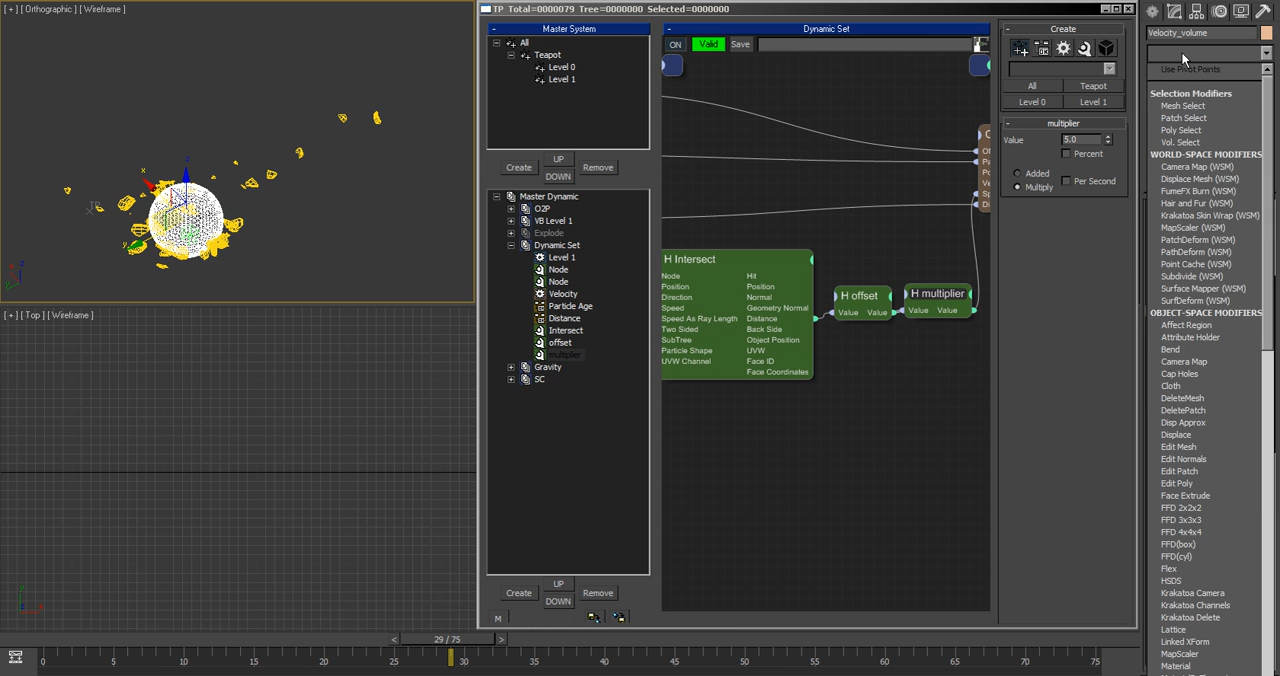 [ + ] [ Orthographic ] [ Wireframe ]
TP Total=0000079 Tree=0000000 Selected=0000000
Master System
All
Teapot
Level 0
Level 1
Create
UP
DOWN
Remove
Master Dynamic
O2P
VB Level 1
Explode
Dynamic Set
Level 1
Node
Node
Velocity
Particle Age
Distance
Intersect
offset
multiplier
Gravity
SC
Create
UP
DOWN
Remove
M
Dynamic Set
ON
Valid
Save
H Intersect
Node Hit
Position Position
Direction Normal
Speed Geometry Normal
Speed As Ray Length Distance
Two Sided Back Side
SubTree Object Position
Particle Shape UVW
UVW Channel Face ID
Face Coordinates
H offset
Value Value
H multiplier
Value Value
Create
All Teapot
Level 0 Level 1
multiplier
Value 5.0
Percent
Added
Multiply
Per Second
Velocity_volume
Use Pivot Points
Selection Modifiers
Mesh Select
Patch Select
Poly Select
Vol. Select
WORLD-SPACE MODIFIERS
Camera Map (WSM)
Displace Mesh (WSM)
FumeFX Burn (WSM)
Hair and Fur (WSM)
Krakatoa Skin Wrap (WSM)
MapScaler (WSM)
PatchDeform (WSM)
PathDeform (WSM)
Point Cache (WSM)
Subdivide (WSM)
Surface Mapper (WSM)
SurfDeform (WSM)
OBJECT-SPACE MODIFIERS
Affect Region
Attribute Holder
Bend
Camera Map
Cap Holes
Cloth
DeleteMesh
DeletePatch
Disp Approx
Displace
Edit Mesh
Edit Normals
Edit Patch
Edit Poly
Face Extrude
FFD 2x2x2
FFD 3x3x3
FFD 4x4x4
FFD(box)
FFD(cyl)
Flex
HSDS
Krakatoa Camera
Krakatoa Channels
Krakatoa Delete
Lattice
Linked XForm
MapScaler
Material
[ + ] [ Top ] [ Wireframe ]
< 29 / 75 >
0 5 10 15 20 25 30 35 40 45 50 55 60 65 70 75